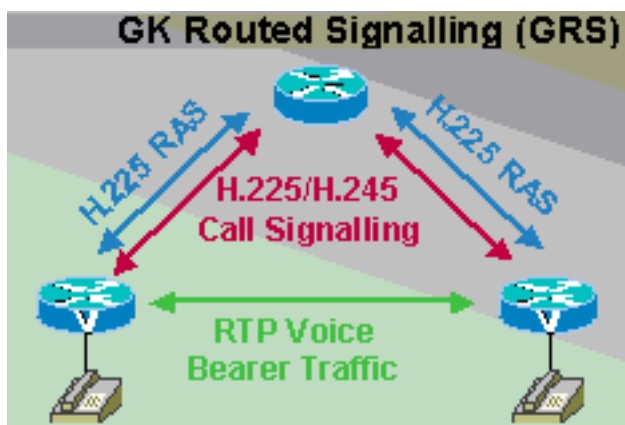 GK Routed Signalling (GRS)
H.225 RAS
H.225 RAS
H.225/H.245
Call Signalling
V
V
RTP Voice
Bearer Traffic